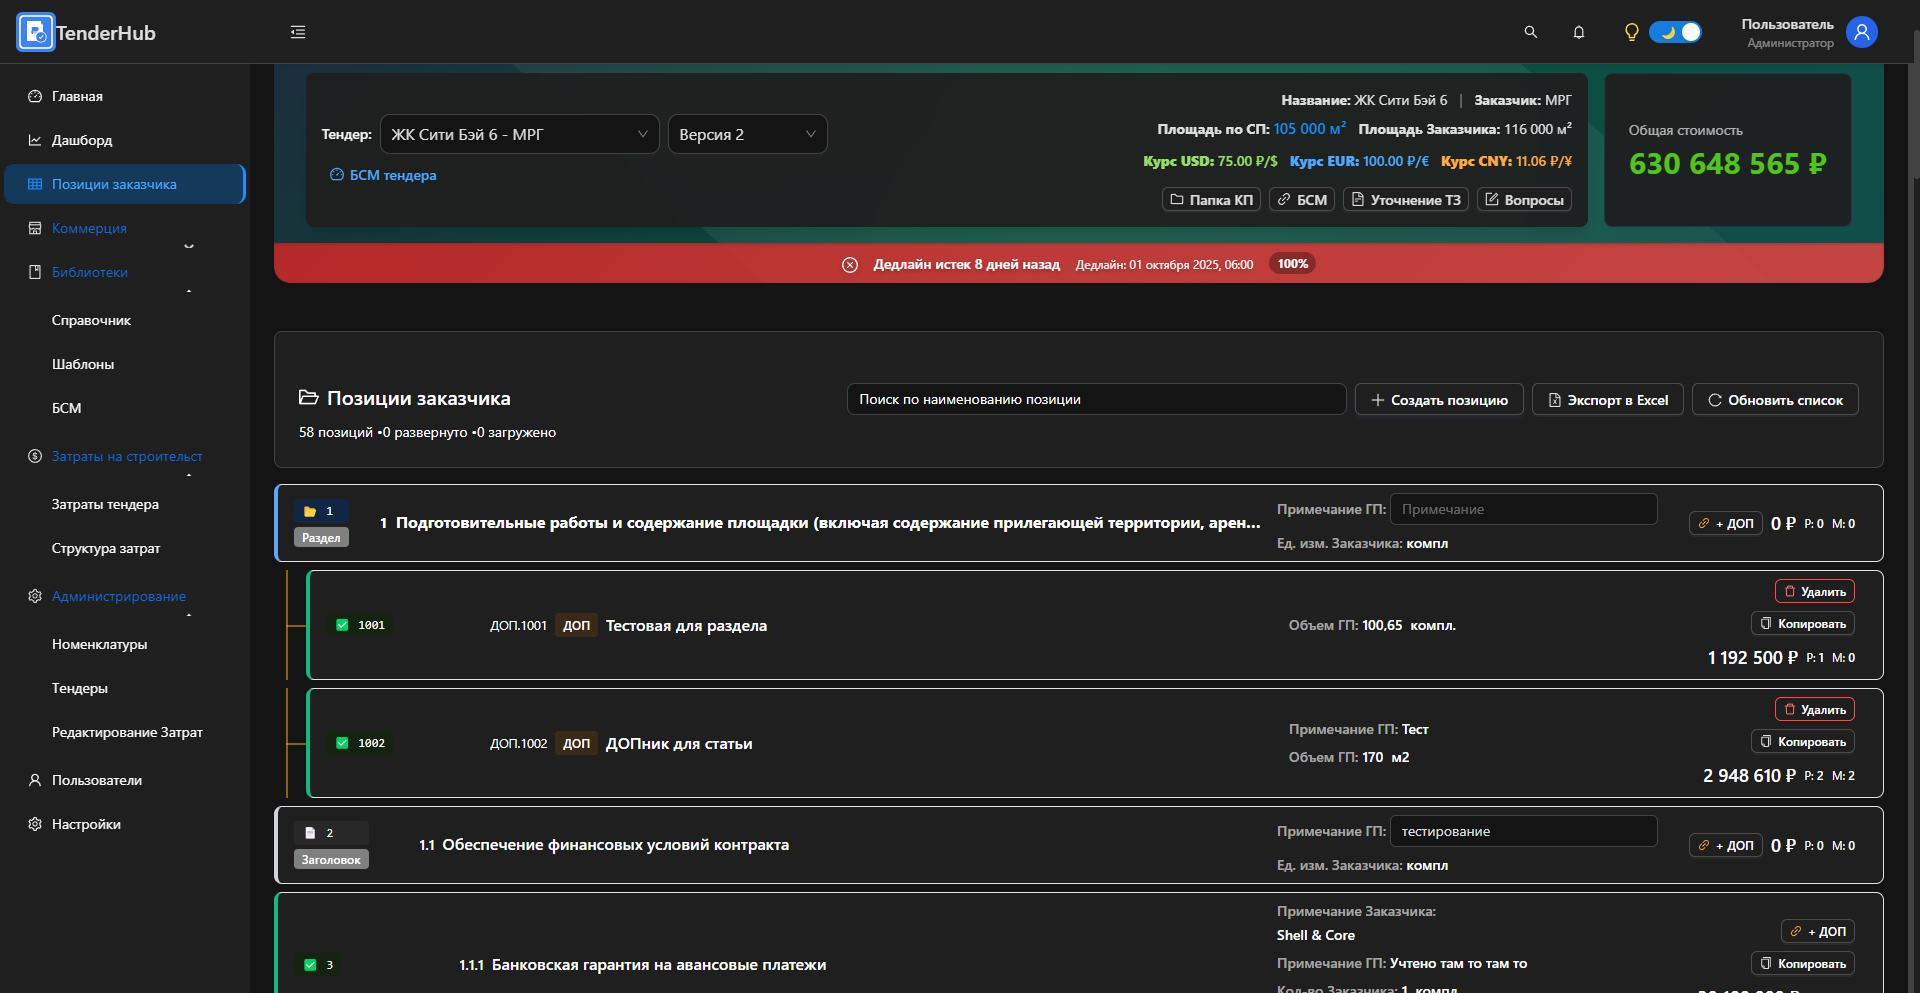 TenderHub
Пользователь
Администратор
Главная
Дашборд
Позиции заказчика
Коммерция
Библиотеки
Справочник
Шаблоны
БСМ
Затраты на строительст
Затраты тендера
Структура затрат
Администрирование
Номенклатуры
Тендеры
Редактирование Затрат
Пользователи
Настройки
Тендер: ЖК Сити Бэй 6 - МРГ Версия 2
БСМ тендера
Название: ЖК Сити Бэй 6 | Заказчик: МРГ
Площадь по СП: 105 000 м² Площадь Заказчика: 116 000 м²
Курс USD: 75.00 ₽/$ Курс EUR: 100.00 ₽/€ Курс CNY: 11.06 ₽/¥
Папка КП БСМ Уточнение ТЗ Вопросы
Общая стоимость
630 648 565 ₽
Дедлайн истек 8 дней назад Дедлайн: 01 октября 2025, 06:00 100%
Позиции заказчика
58 позиций •0 развернуто •0 загружено
Поиск по наименованию позиции
Создать позицию Экспорт в Excel Обновить список
1
Раздел
1 Подготовительные работы и содержание площадки (включая содержание прилегающей территории, арен...
Примечание ГП: Примечание
Ед. изм. Заказчика: компл
+ ДОП 0 ₽ Р: 0 М: 0
1001 ДОП.1001 ДОП Тестовая для раздела
Объем ГП: 100,65 компл.
Удалить
Копировать
1 192 500 ₽ Р: 1 М: 0
1002 ДОП.1002 ДОП ДОПник для статьи
Примечание ГП: Тест
Объем ГП: 170 м2
Удалить
Копировать
2 948 610 ₽ Р: 2 М: 2
2
Заголовок
1.1 Обеспечение финансовых условий контракта
Примечание ГП: тестирование
Ед. изм. Заказчика: компл
+ ДОП 0 ₽ Р: 0 М: 0
3 1.1.1 Банковская гарантия на авансовые платежи
Примечание Заказчика:
Shell & Core
Примечание ГП: Учтено там то там то
Кол-во Заказчика: 1 компл
+ ДОП
Копировать